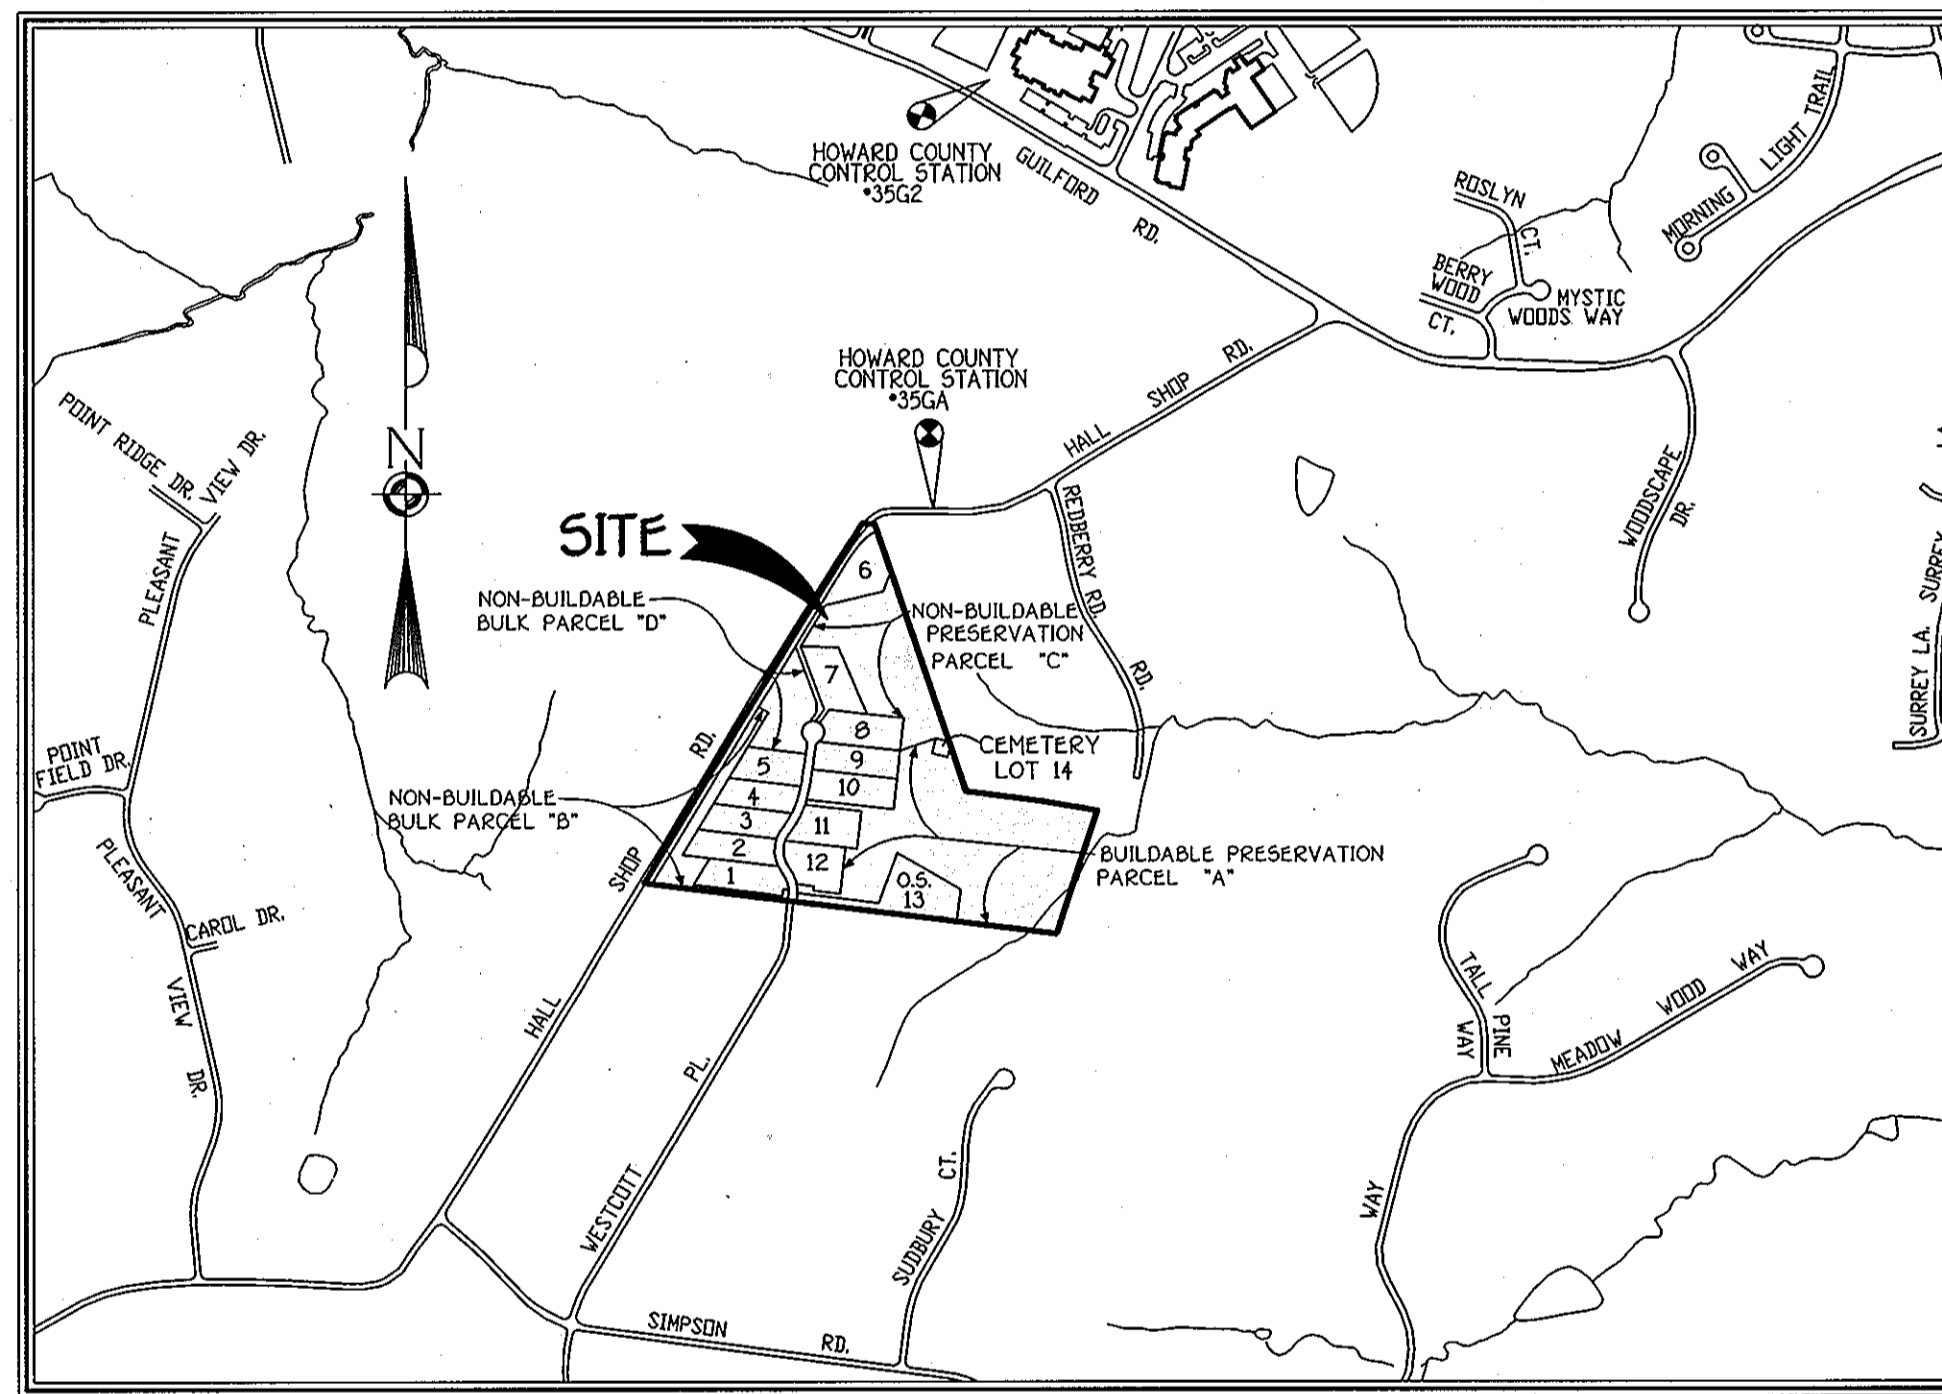 HOWARD COUNTY
CONTROL STATION
•35G2
GUILFORD
RD.
MORNING
LIGHT TRAIL
ROSLYN
CT.
BERRY
WOOD
CT.
MYSTIC
WOODS WAY
HOWARD COUNTY
CONTROL STATION
•35GA
HALL
SHOP
RD.
POINT RIDGE DR.
VIEW DR.
PLEASANT
N
SITE
REDBERRY RD.
RD.
WOODSCAPE
DR.
SURREY
SURREY LA.
NON-BUILDABLE
BULK PARCEL "D"
6
NON-BUILDABLE
PRESERVATION
PARCEL "C"
7
8
9
10
CEMETERY
LOT 14
RD.
5
4
3
2
1
11
12
O.S.
13
POINT
FIELD DR.
NON-BUILDABLE
BULK PARCEL "B"
SHOP
HALL
BUILDABLE PRESERVATION
PARCEL "A"
PLEASANT
CAROL DR.
VIEW
DR.
TALL
PINE
WAY
MEADOW
WOOD
WAY
PL.
WESTCOTT
SUDBURY
CT.
WAY
SIMPSON
RD.